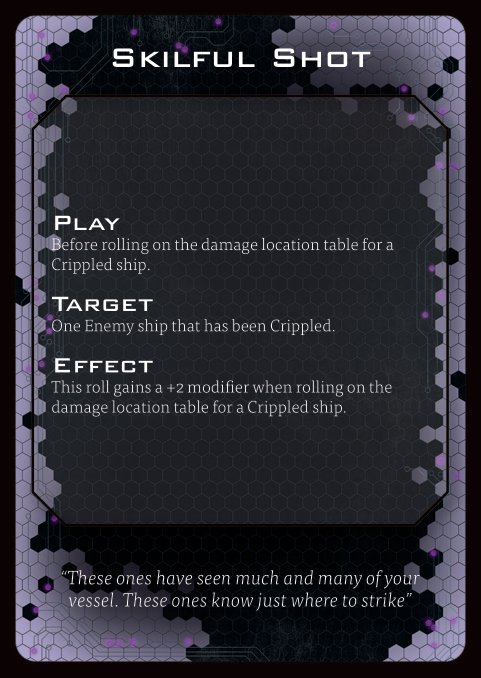 Skilful Shot
Play
Before rolling on the damage location table for a
Crippled ship.
Target
One Enemy ship that has been Crippled.
Effect
This roll gains a +2 modifier when rolling on the
damage location table for a Crippled ship.
“These ones have seen much and many of your
vessel. These ones know just where to strike”